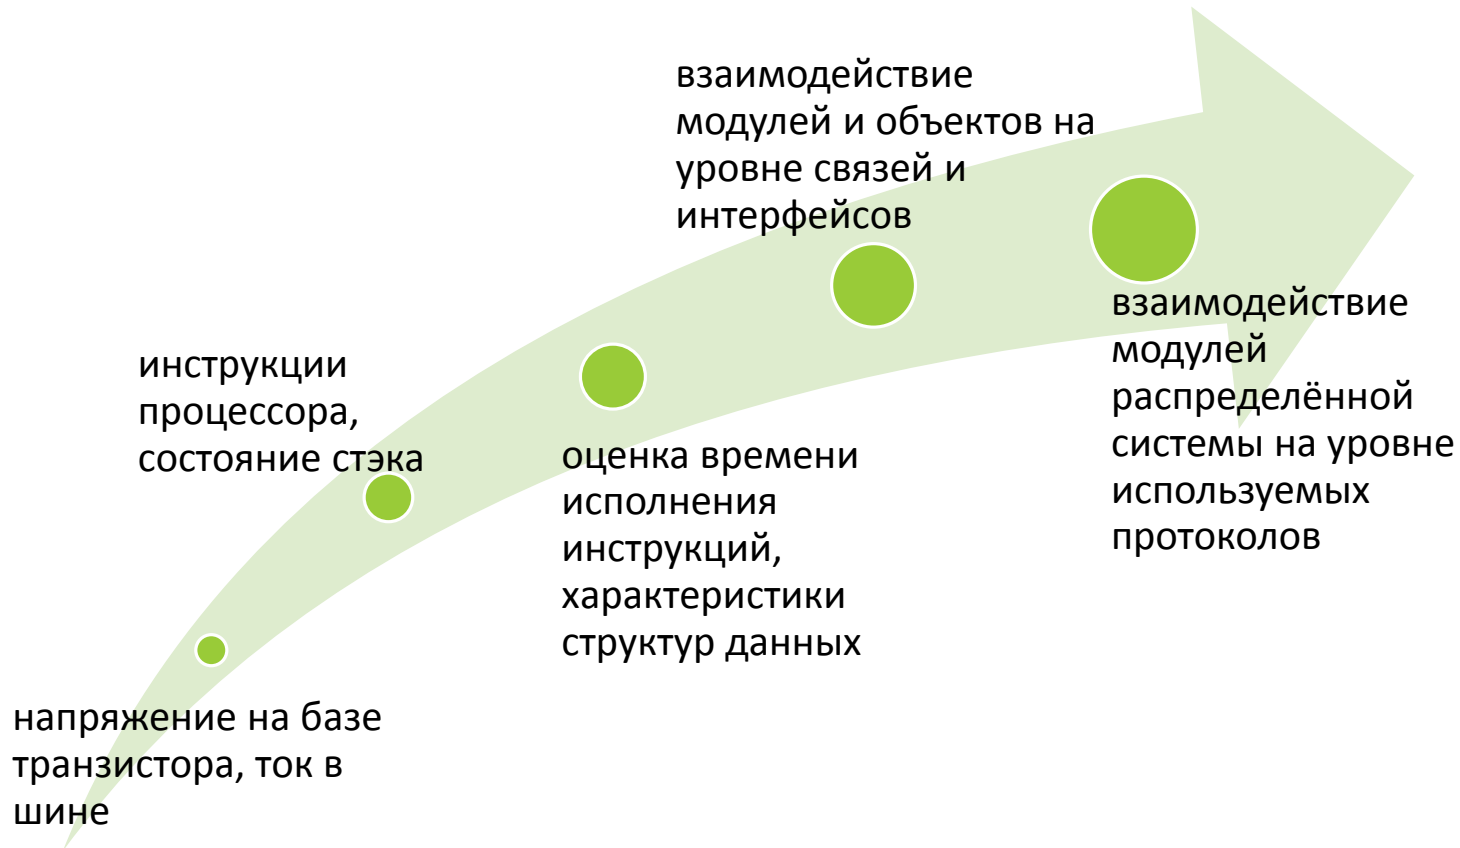 напряжение на базе
транзистора, ток в
шине
инструкции
процессора,
состояние стэка
оценка времени
исполнения
инструкций,
характеристики
структур данных
взаимодействие
модулей и объектов на
уровне связей и
интерфейсов
взаимодействие
модулей
распределённой
системы на уровне
используемых
протоколов